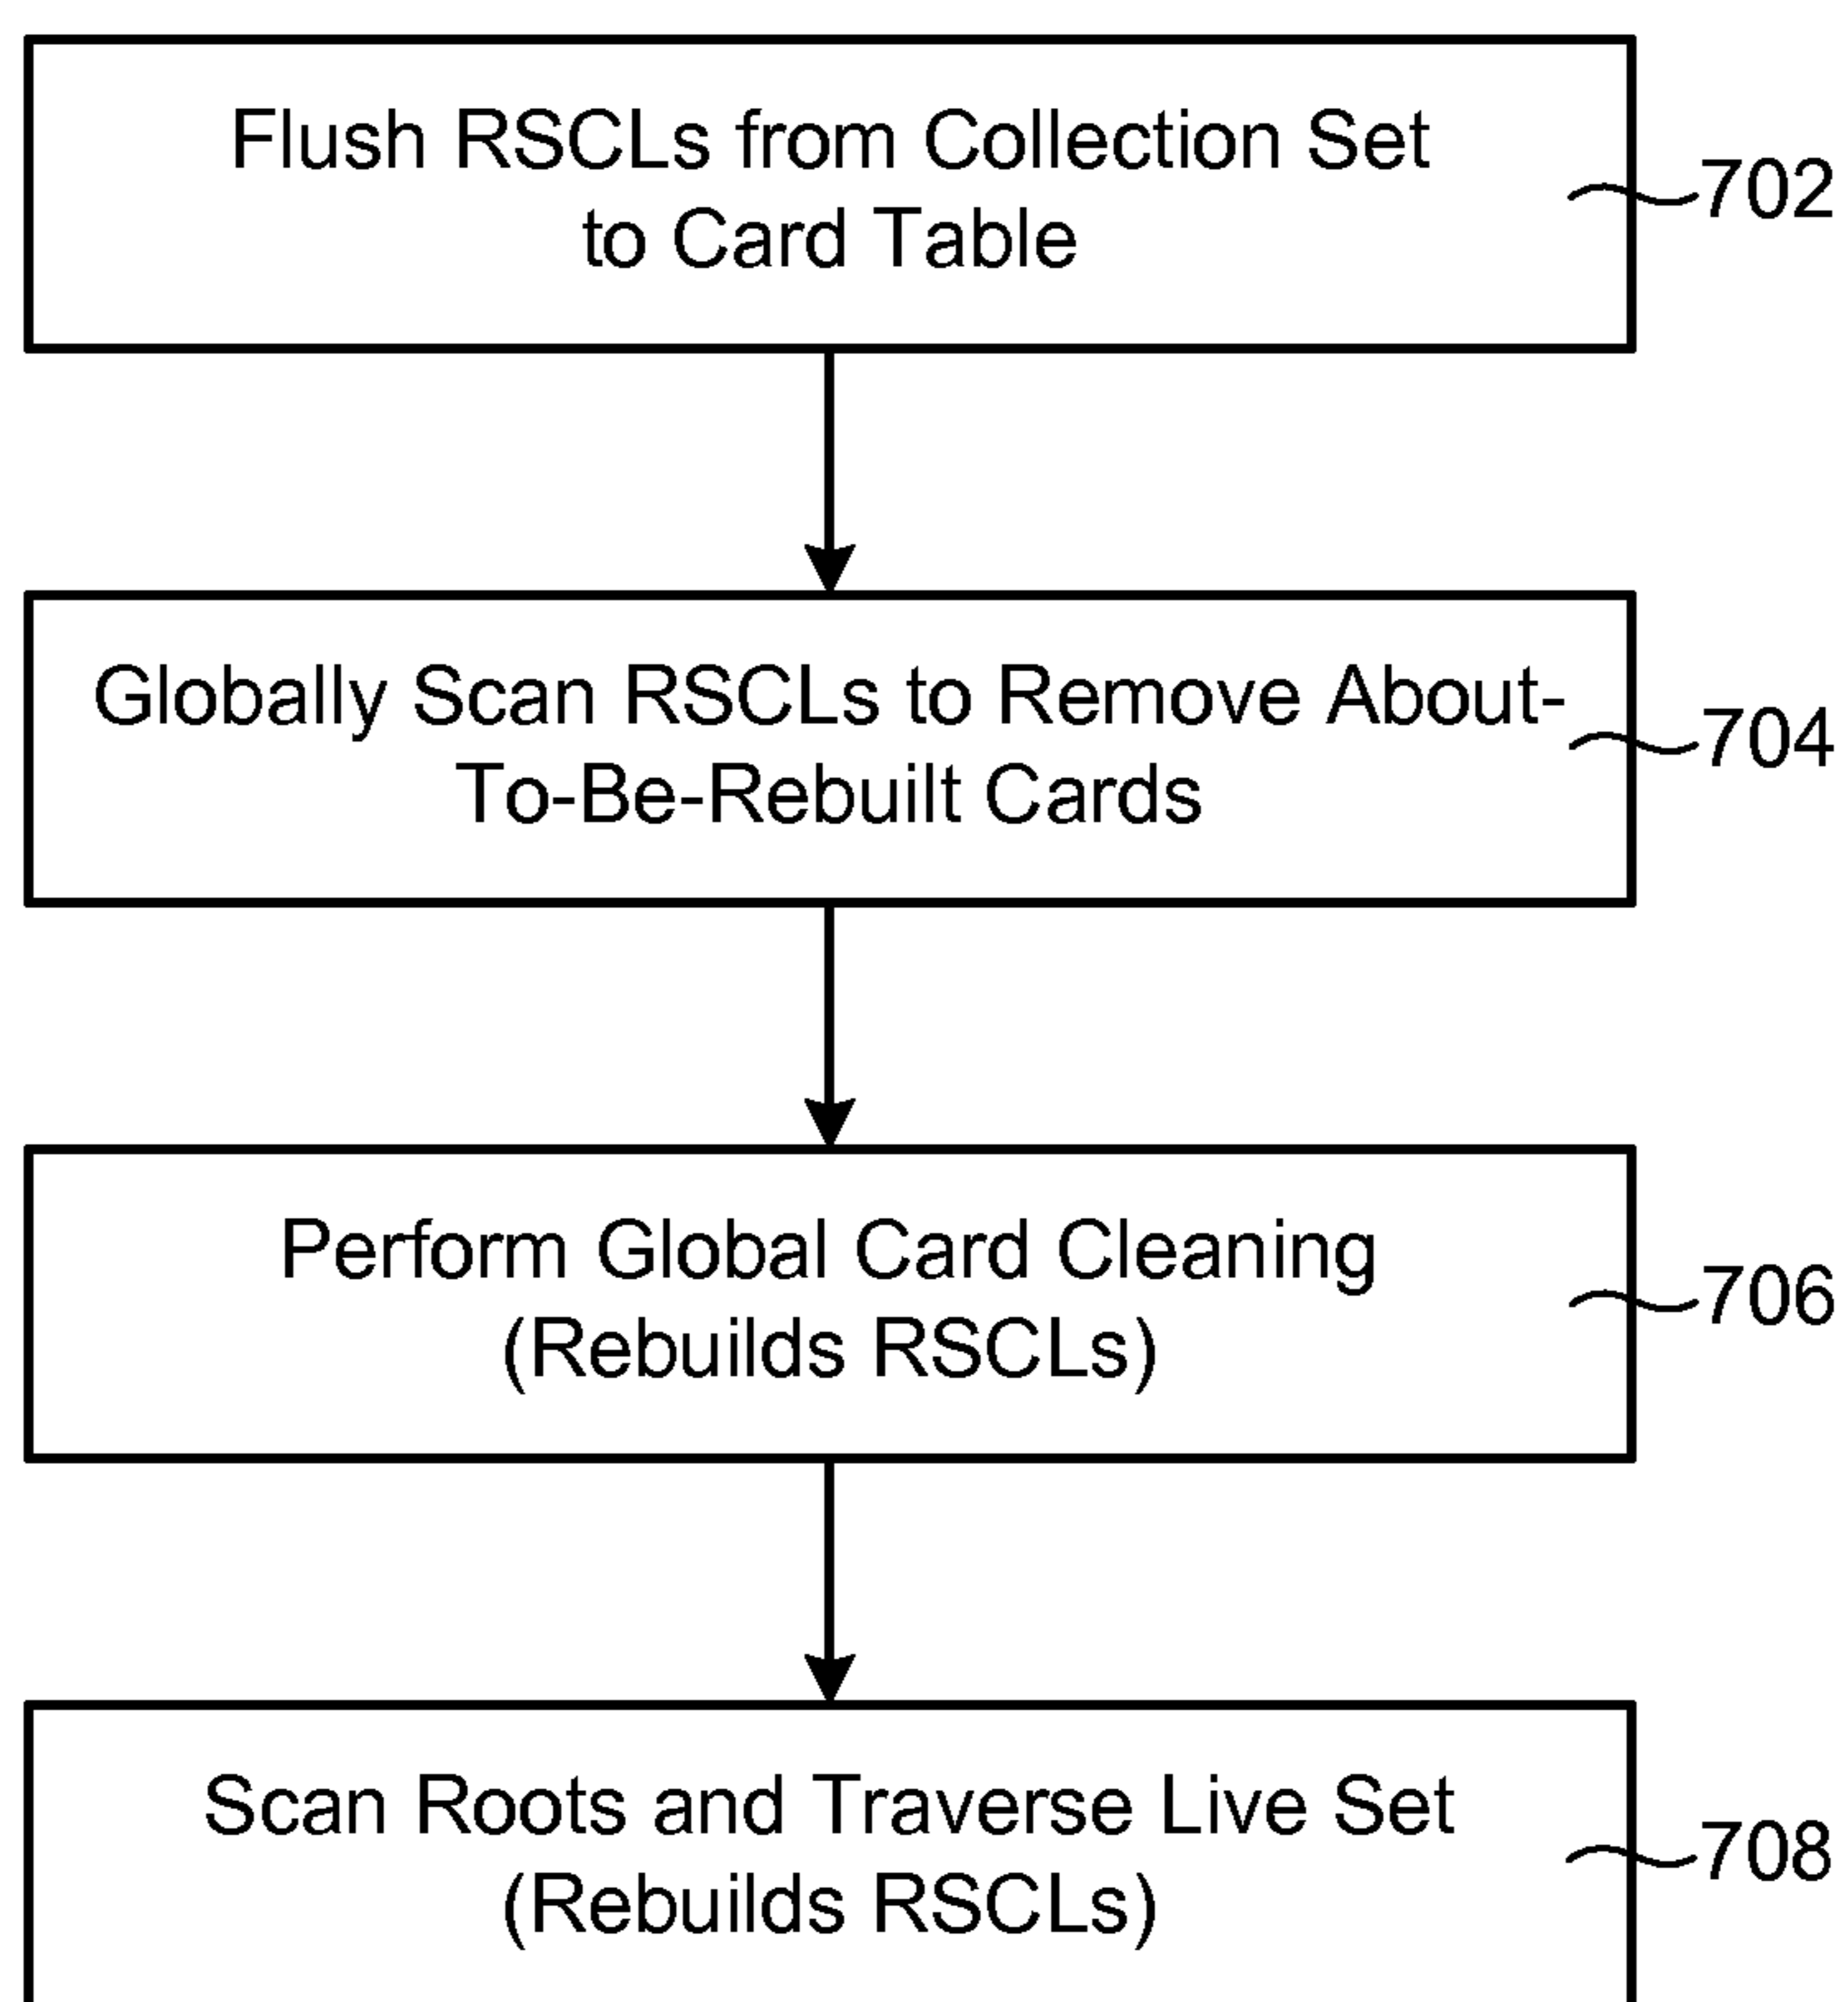 Flush RSCLs from Collection Set
to Card Table
702
Globally Scan RSCLs to Remove About-
To-Be-Rebuilt Cards
704
Perform Global Card Cleaning
(Rebuilds RSCLs)
706
Scan Roots and Traverse Live Set
(Rebuilds RSCLs)
708